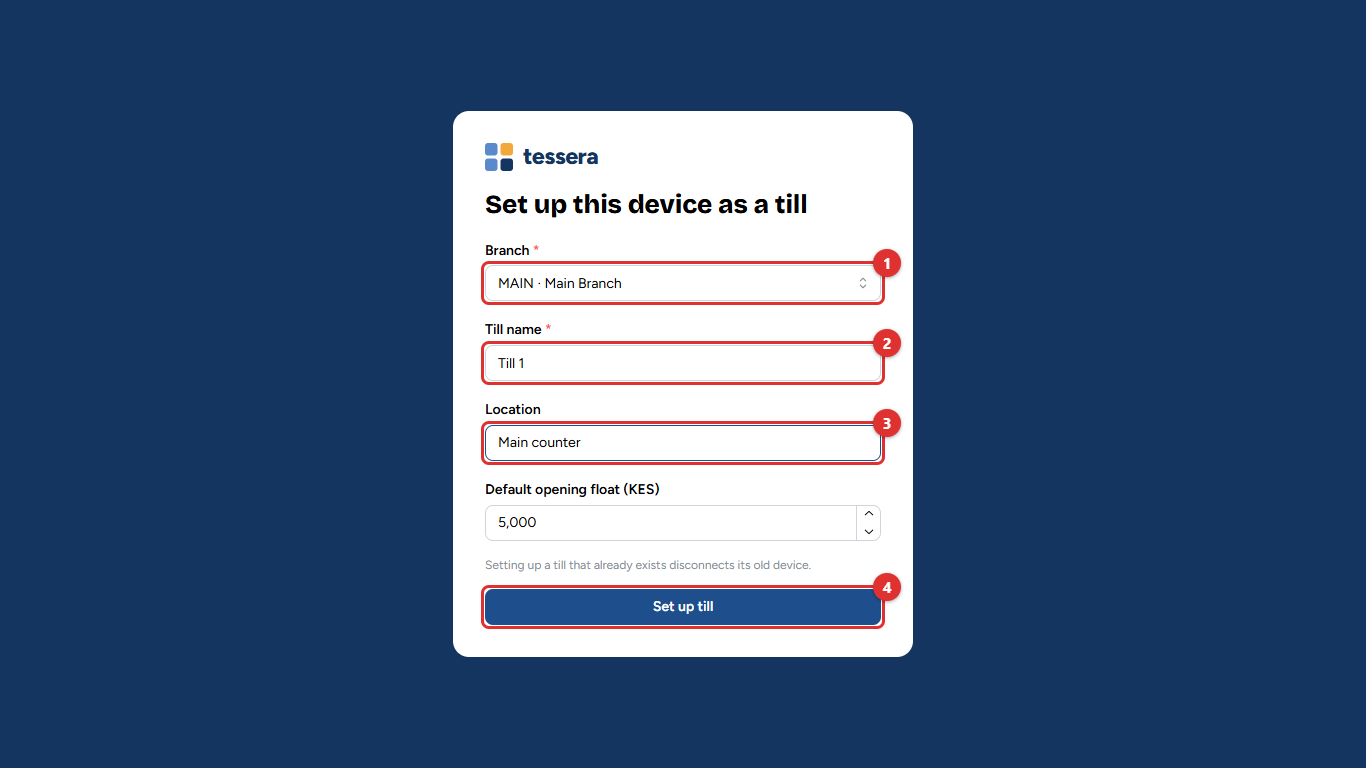 tessera
Set up this device as a till
Branch *
1
MAIN · Main Branch
Till name *
2
Till 1
Location
3
Main counter
Default opening float (KES)
5,000
Setting up a till that already exists disconnects its old device.
4
Set up till